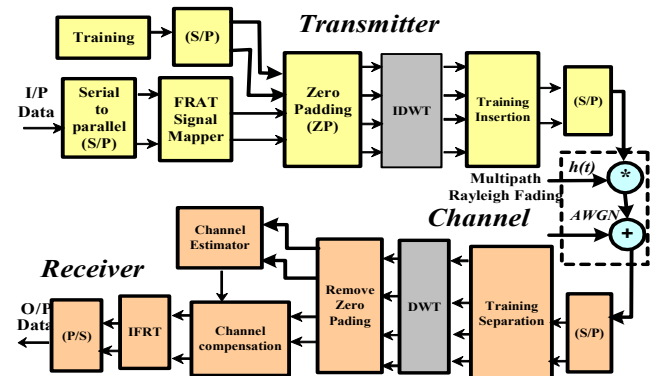 Transmitter
Training
(S/P)
I/P
Data
Serial
to
parallel
(S/P)
FRAT
Signal
Mapper
Zero
Padding
(ZP)
IDWT
Training
Insertion
(S/P)
Multipath
Rayleigh Fading
h(t)
*
Channel
AWGN
+
Receiver
Channel
Estimator
O/P
Data
(P/S)
IFRT
Channel
compensation
Remove
Zero
Pading
DWT
Training
Separation
(S/P)